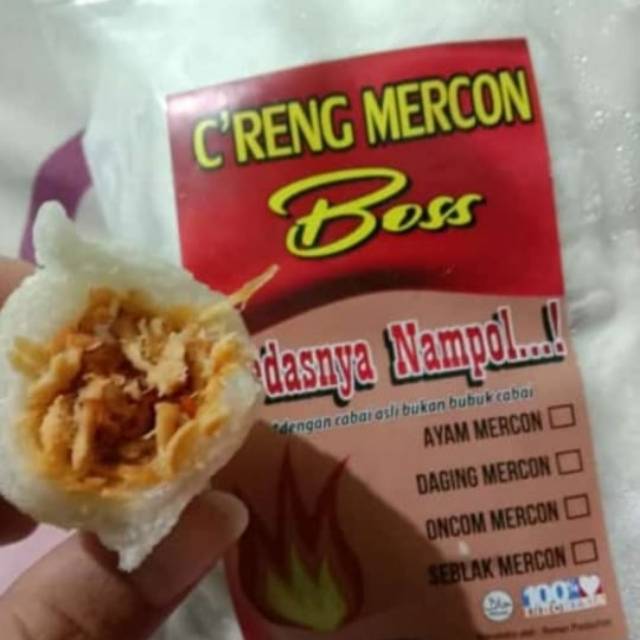 C'RENG MERCON
Boss
edasnya Nampol...!
dengan cabai asli bukan bubuk cabai
AYAM MERCON
DAGING MERCON
ONCOM MERCON
SEBLAK MERCON
100%